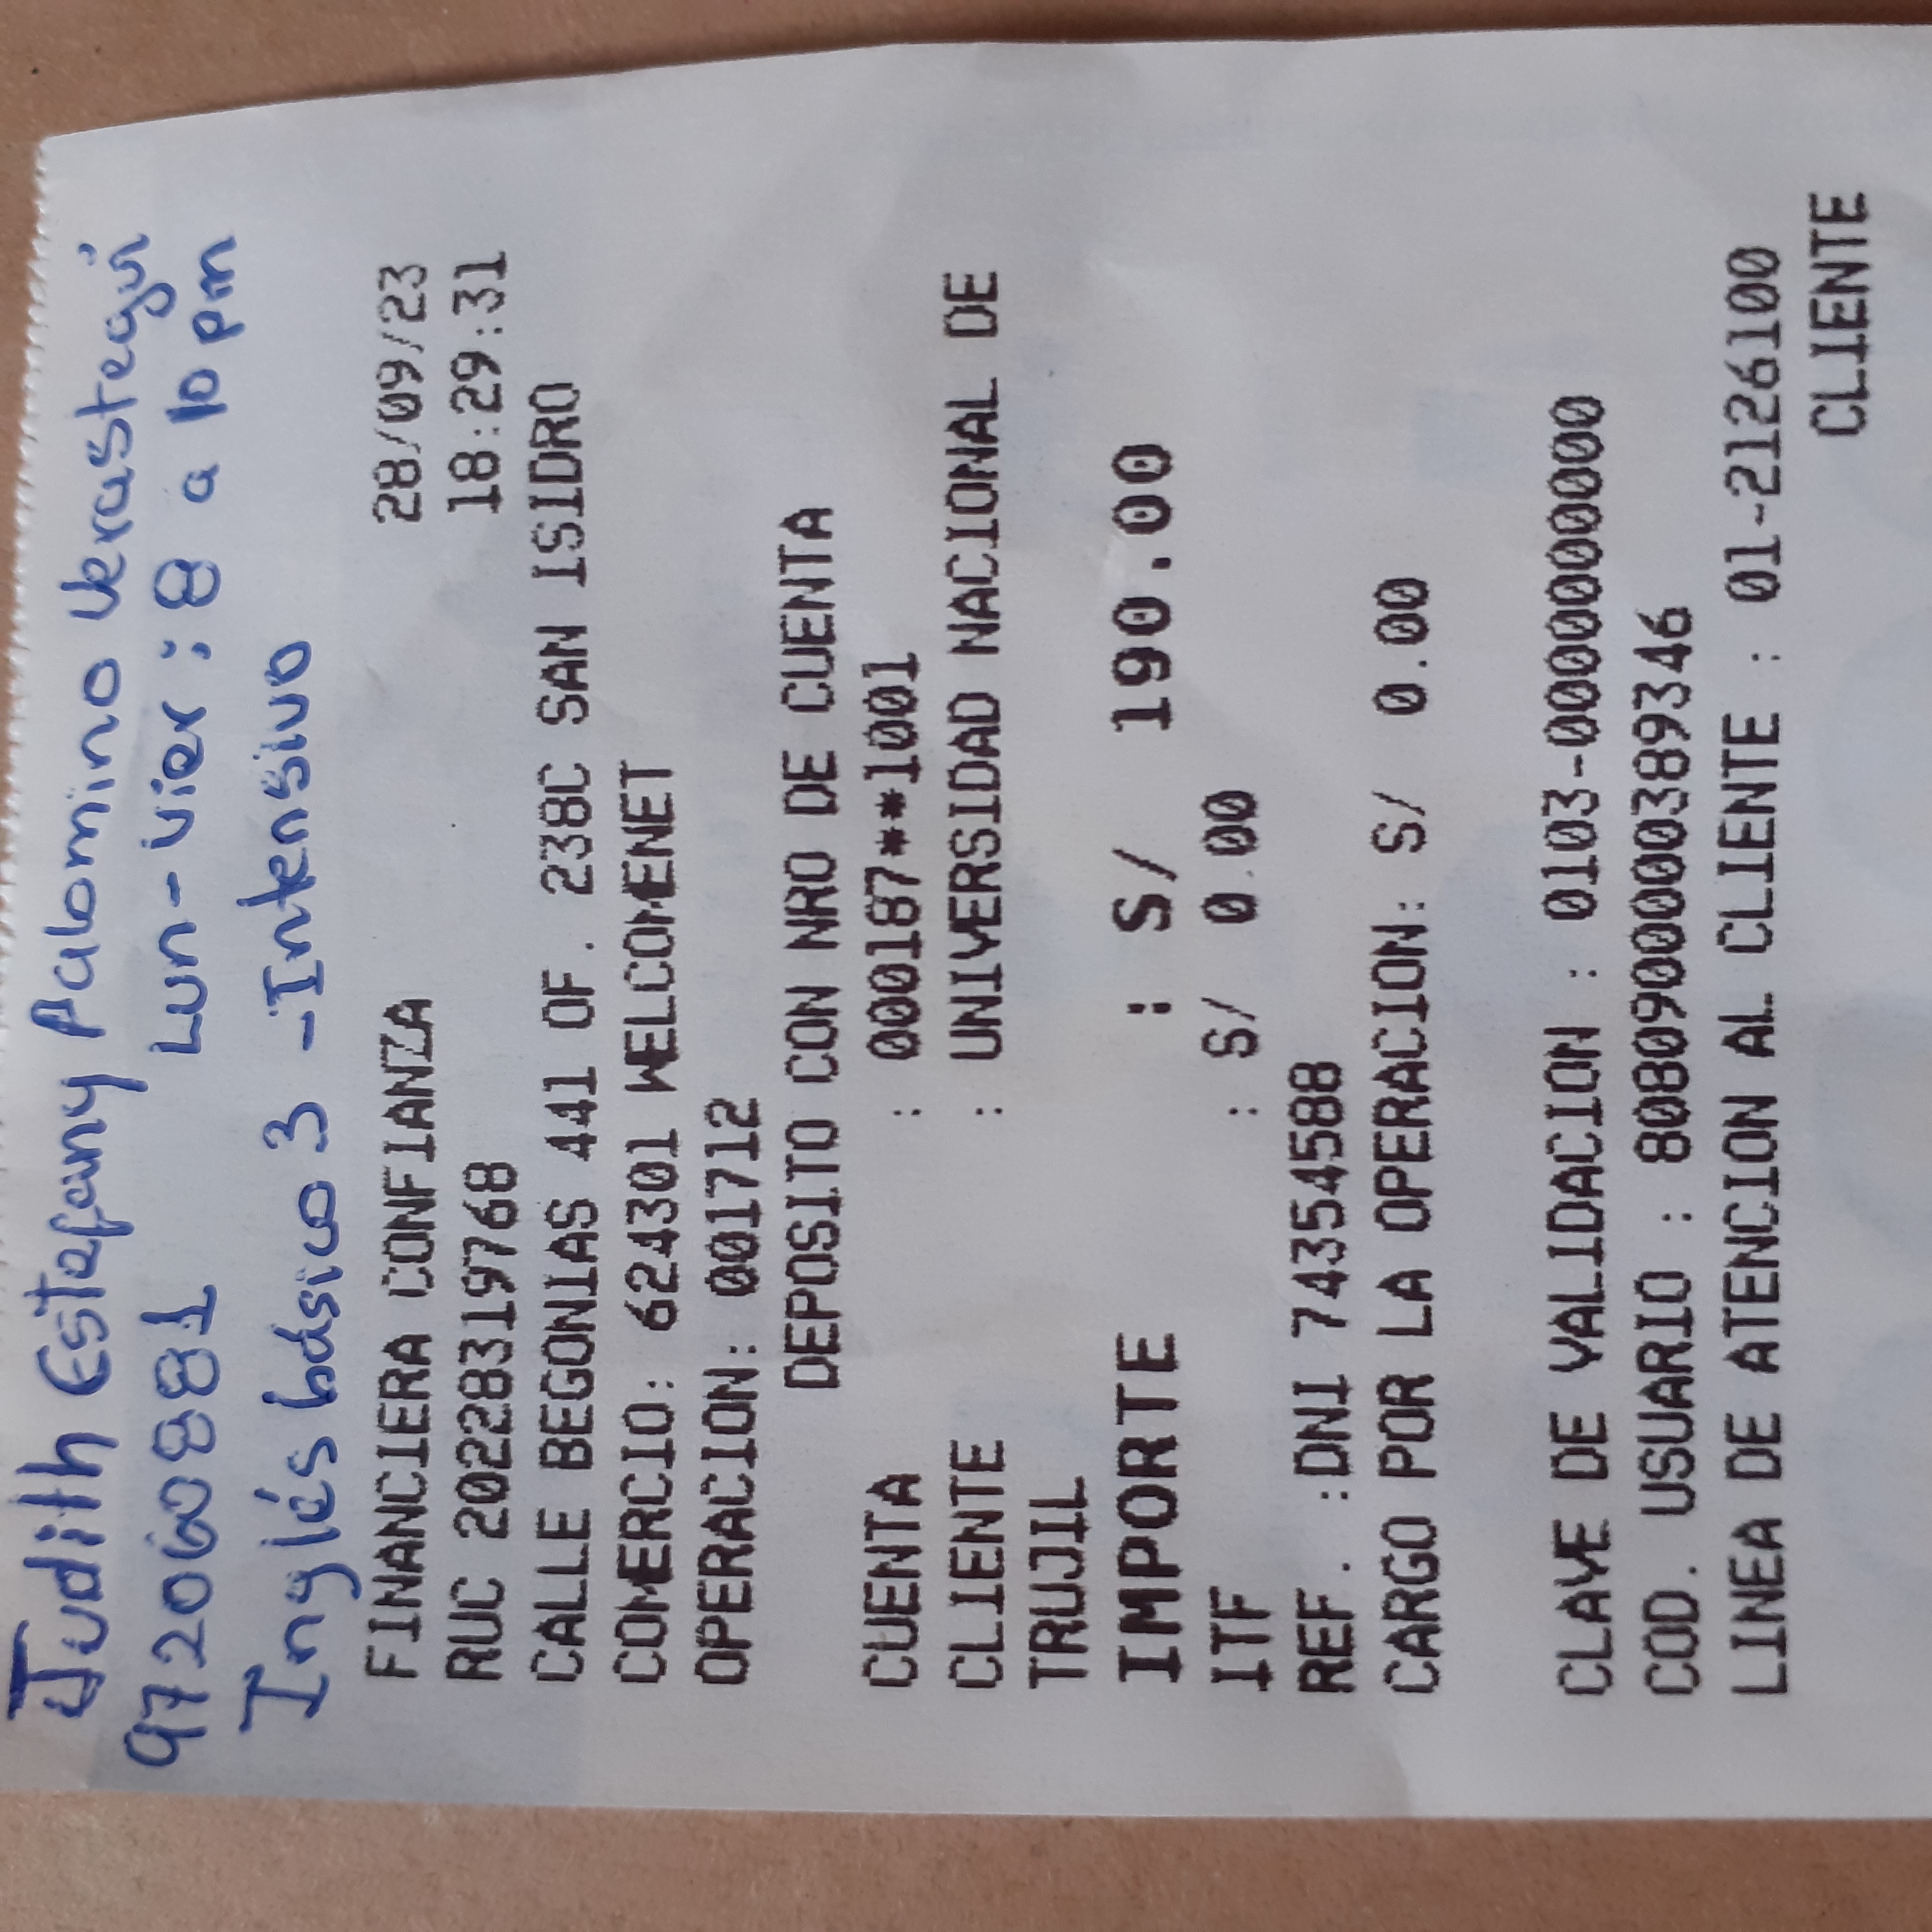 Judith Estefany Palomino Verastegui
972060881 Lun-vier: 8 a 10 pm
Inglés básico 3 - Intensivo
FINANCIERA CONFIANZA 28/09/23
RUC 20228319768 18:29:31
CALLE BEGONIAS 441 OF. 238C SAN ISIDRO
COMERCIO: 624301 WELCOMENET
OPERACION: 001712
DEPOSITO CON NRO DE CUENTA
CUENTA : 000187**1001
CLIENTE : UNIVERSIDAD NACIONAL DE
TRUJIL
IMPORTE : S/ 190.00
ITF : S/ 0.00
REF. :DNI 74354588
CARGO POR LA OPERACION: S/ 0.00
CLAVE DE VALIDACION : 0103-0000000000
COD. USUARIO : 8080900000389346
LINEA DE ATENCION AL CLIENTE : 01-2126100
CLIENTE